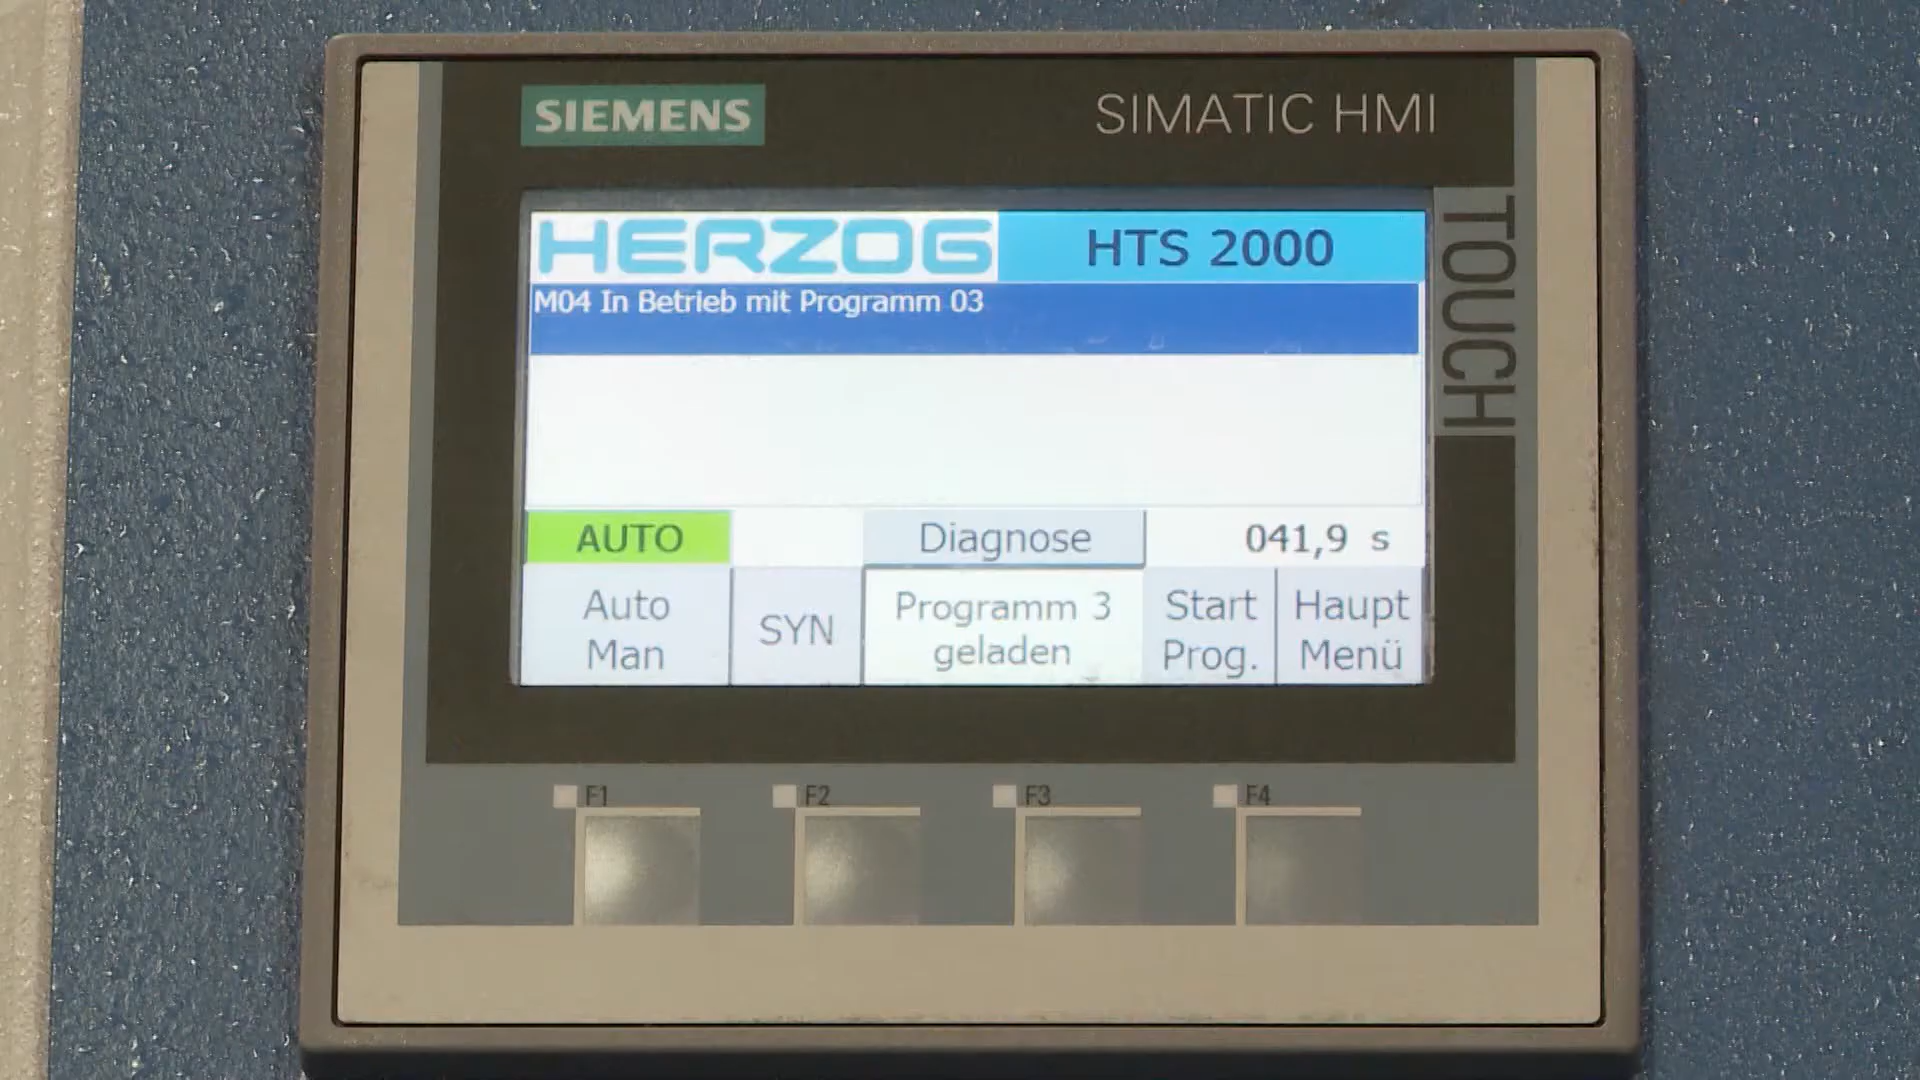 SIEMENS
SIMATIC HMI
TOUCH
HERZOG
HTS 2000
M04 In Betrieb mit Programm 03
AUTO
Diagnose
041,9 s
Auto
Man
SYN
Programm 3
geladen
Start
Prog.
Haupt
Menü
F1
F2
F3
F4